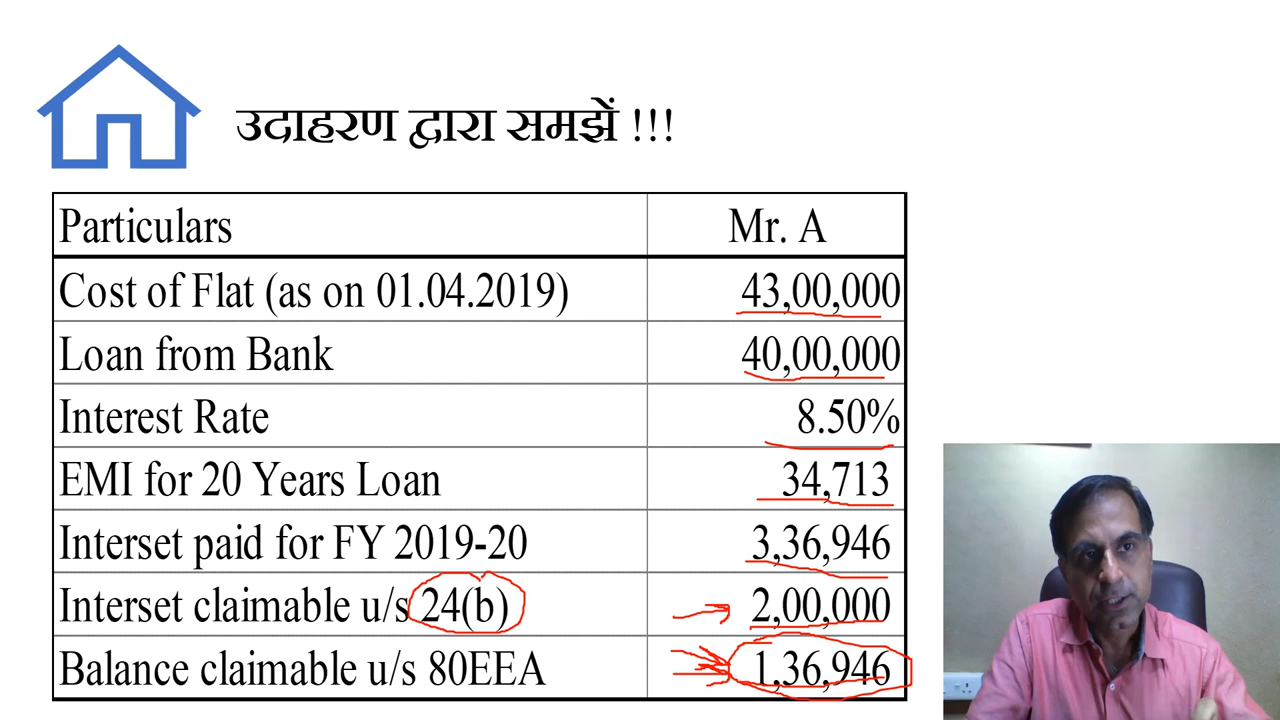 उदाहरण द्वारा समझें !!!
Particulars Mr. A
Cost of Flat (as on 01.04.2019) 43,00,000
Loan from Bank 40,00,000
Interest Rate 8.50%
EMI for 20 Years Loan 34,713
Interset paid for FY 2019-20 3,36,946
Interset claimable u/s 24(b) 2,00,000
Balance claimable u/s 80EEA 1,36,946